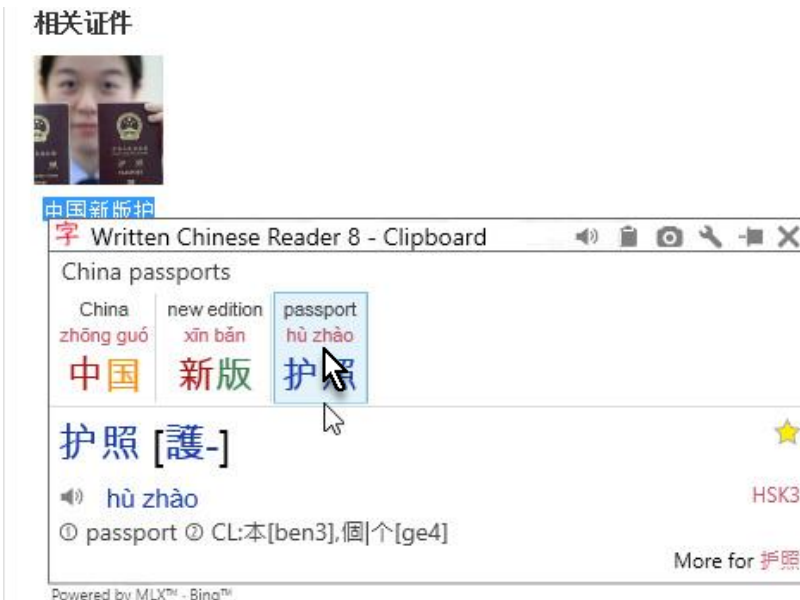 相关证件
中国新版护
字 Written Chinese Reader 8 - Clipboard
China passports
China new edition passport
zhōng guó xīn bǎn hù zhào
中国 新版 护照
护照 [護-]
HSK3
hù zhào
① passport ② CL:本[ben3],個|个[ge4]
More for 护照
Powered by MLX™ - Bing™